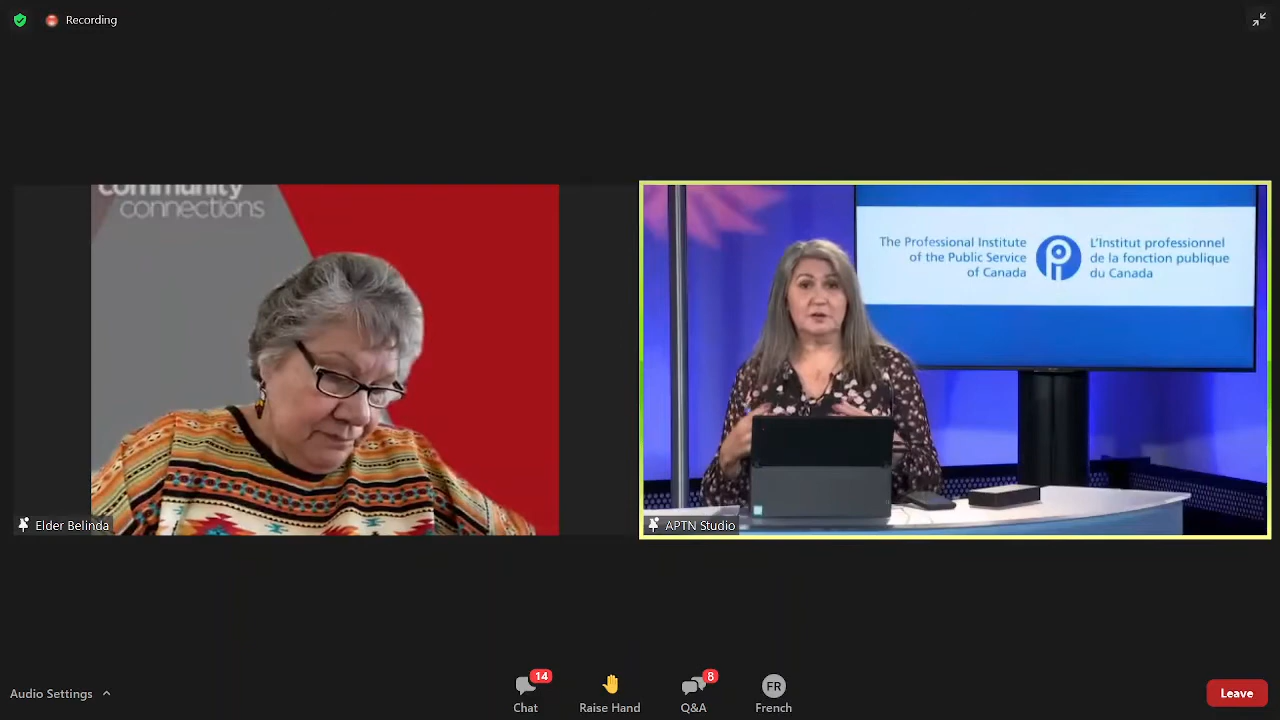 Recording
community
connections
The Professional Institute
of the Public Service
of Canada
L'Institut professionnel
de la fonction publique
du Canada
Elder Belinda
APTN Studio
Audio Settings
14
Chat
Raise Hand
8
Q&A
FR
French
Leave